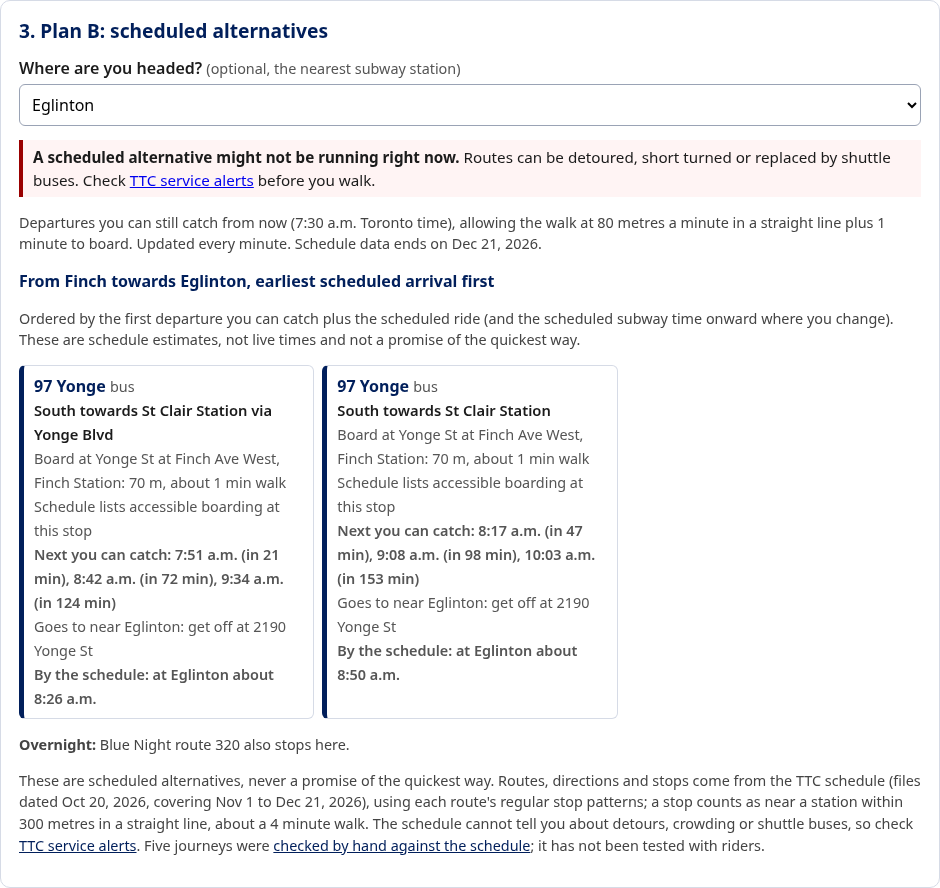 3. Plan B: scheduled alternatives
Where are you headed? (optional, the nearest subway station)
Eglinton
A scheduled alternative might not be running right now. Routes can be detoured, short turned or replaced by shuttle
buses. Check TTC service alerts before you walk.
Departures you can still catch from now (7:30 a.m. Toronto time), allowing the walk at 80 metres a minute in a straight line plus 1
minute to board. Updated every minute. Schedule data ends on Dec 21, 2026.
From Finch towards Eglinton, earliest scheduled arrival first
Ordered by the first departure you can catch plus the scheduled ride (and the scheduled subway time onward where you change).
These are schedule estimates, not live times and not a promise of the quickest way.
97 Yonge bus
South towards St Clair Station via
Yonge Blvd
Board at Yonge St at Finch Ave West,
Finch Station: 70 m, about 1 min walk
Schedule lists accessible boarding at
this stop
Next you can catch: 7:51 a.m. (in 21
min), 8:42 a.m. (in 72 min), 9:34 a.m.
(in 124 min)
Goes to near Eglinton: get off at 2190
Yonge St
By the schedule: at Eglinton about
8:26 a.m.
97 Yonge bus
South towards St Clair Station
Board at Yonge St at Finch Ave West,
Finch Station: 70 m, about 1 min walk
Schedule lists accessible boarding at
this stop
Next you can catch: 8:17 a.m. (in 47
min), 9:08 a.m. (in 98 min), 10:03 a.m.
(in 153 min)
Goes to near Eglinton: get off at 2190
Yonge St
By the schedule: at Eglinton about
8:50 a.m.
Overnight: Blue Night route 320 also stops here.
These are scheduled alternatives, never a promise of the quickest way. Routes, directions and stops come from the TTC schedule (files
dated Oct 20, 2026, covering Nov 1 to Dec 21, 2026), using each route's regular stop patterns; a stop counts as near a station within
300 metres in a straight line, about a 4 minute walk. The schedule cannot tell you about detours, crowding or shuttle buses, so check
TTC service alerts. Five journeys were checked by hand against the schedule; it has not been tested with riders.